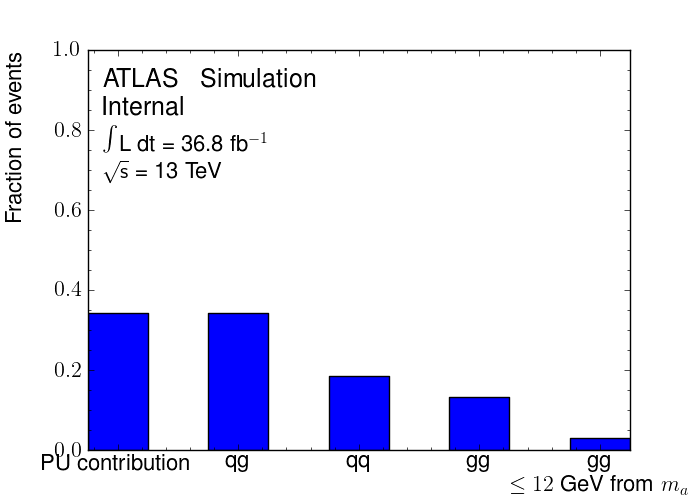 1.0
0.8
0.6
0.4
0.2
0.0
Fraction of events
ATLAS Simulation
Internal
∫L dt = 36.8 fb⁻¹
√s = 13 TeV
PU contribution qg qq gg gg
≤ 12 GeV from mₐ